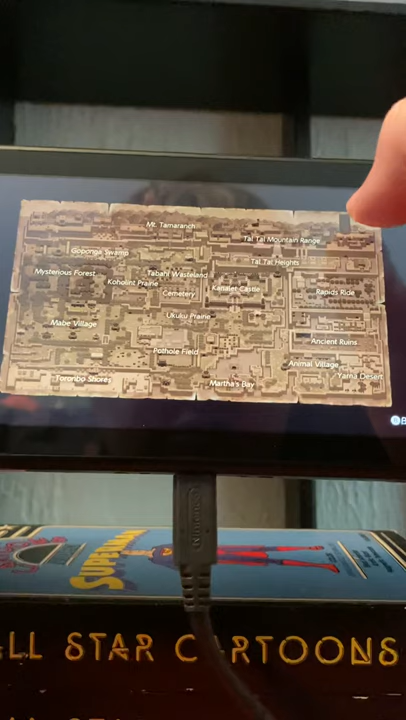 Mt. Tamaranch
Tal Tal Mountain Range
Goponga Swamp
Tal Tal Heights
Mysterious Forest
Tabahl Wasteland
Koholint Prairie
Kanalet Castle
Cemetery
Rapids Ride
Ukuku Prairie
Mabe Village
Ancient Ruins
Pothole Field
Animal Village
Yarna Desert
Toronbo Shores
Martha's Bay
B
SUPERMAN
LL STAR CARTOONS